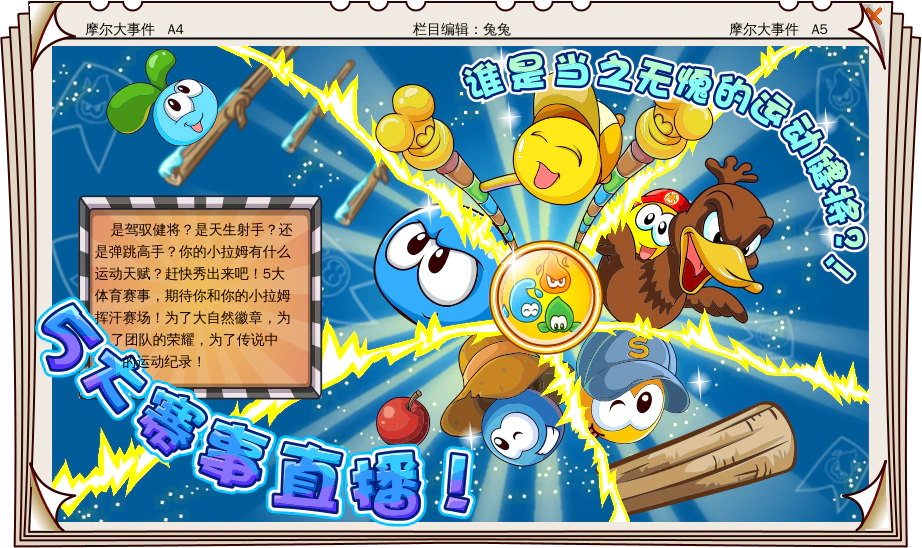 摩尔大事件 A4
栏目编辑：兔兔
摩尔大事件 A5
谁是当之无愧的运动健将？！
是驾驭健将？是天生射手？还
是弹跳高手？你的小拉姆有什么
运动天赋？赶快秀出来吧！5大
体育赛事，期待你和你的小拉姆
挥汗赛场！为了大自然徽章，为
了团队的荣耀，为了传说中
的运动纪录！
5大赛事直播！
S